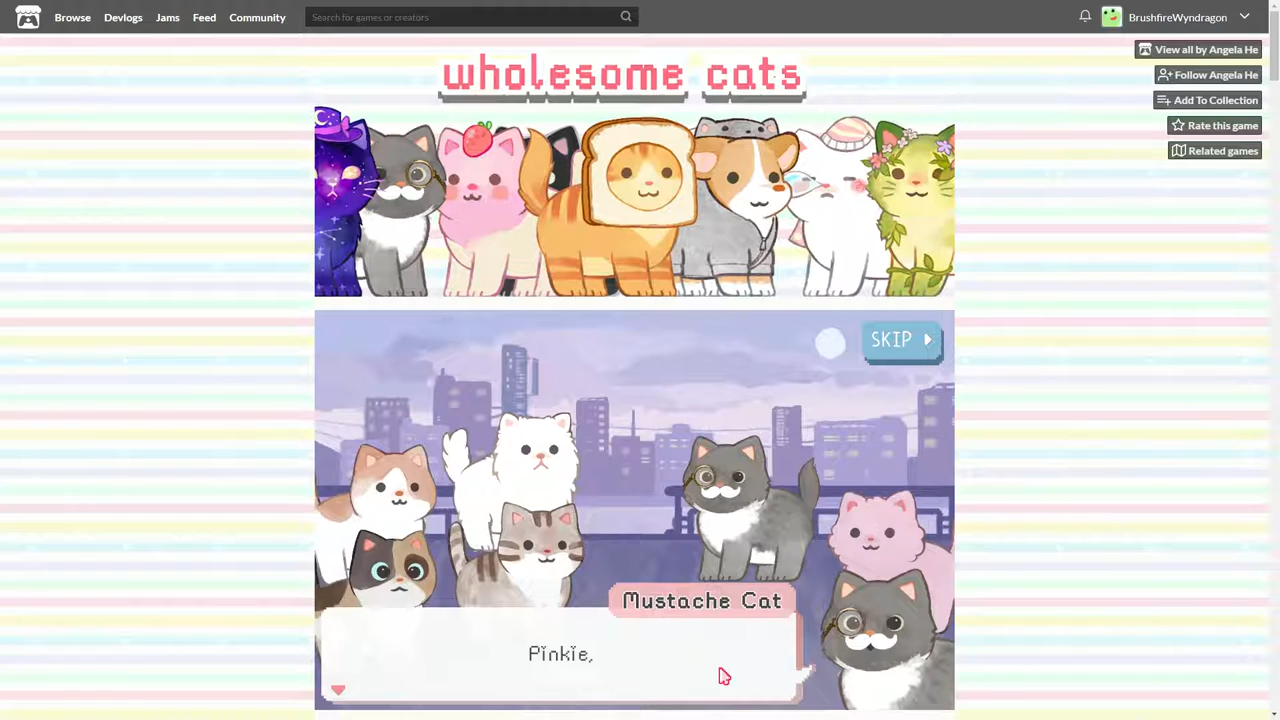 Browse Devlogs Jams Feed Community Search for games or creators BrushfireWyndragon
View all by Angela He
Follow Angela He
Add To Collection
Rate this game
Related games
wholesome cats
SKIP
Mustache Cat
Pinkie,